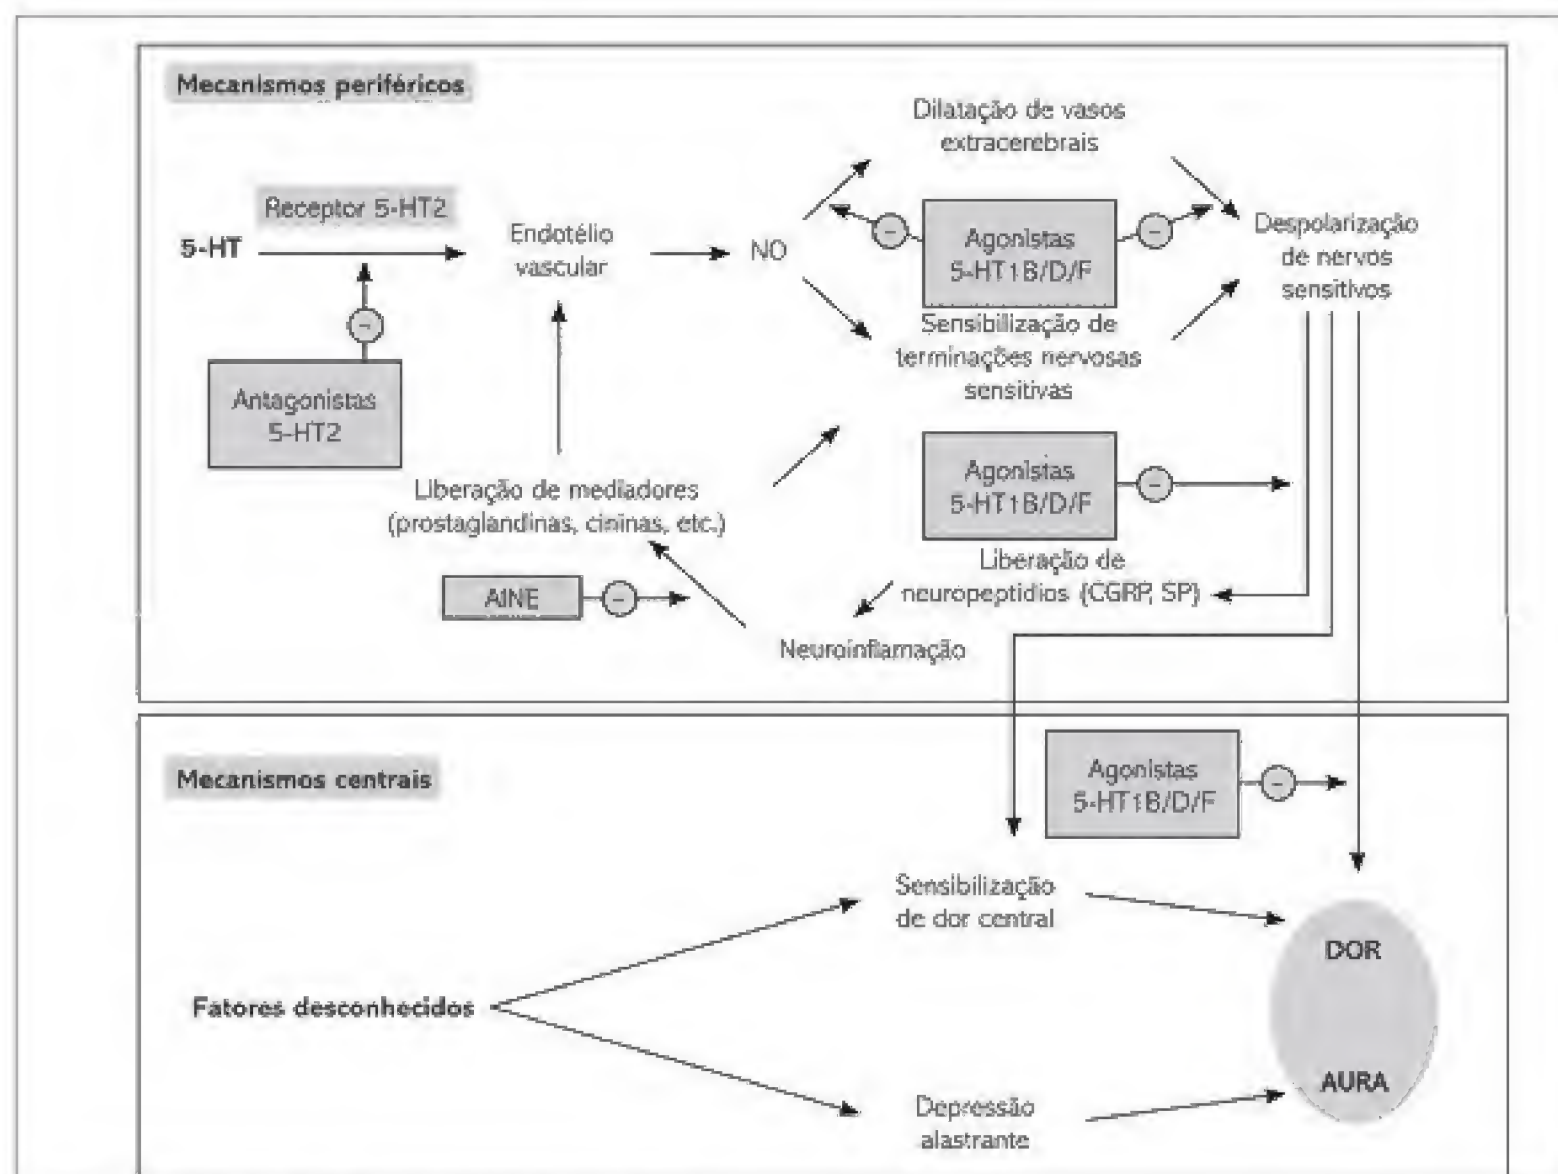 Mecanismos periféricos
Dilatação de vasos
extracerebrais
Receptor 5-HT2
5-HT
Endotélio
vascular
NO
Agonistas
5-HT1B/D/F
Despolarização
de nervos
sensitivos
Sensibilização de
terminações nervosas
sensitivas
Antagonistas
5-HT2
Agonistas
5-HT1B/D/F
Liberação de mediadores
(prostaglandinas, cininas, etc.)
Liberação de
neuropeptídios (CGRP, SP)
AINE
Neuroinflamação
Mecanismos centrais
Agonistas
5-HT1B/D/F
Sensibilização
de dor central
DOR
Fatores desconhecidos
AURA
Depressão
alastrante